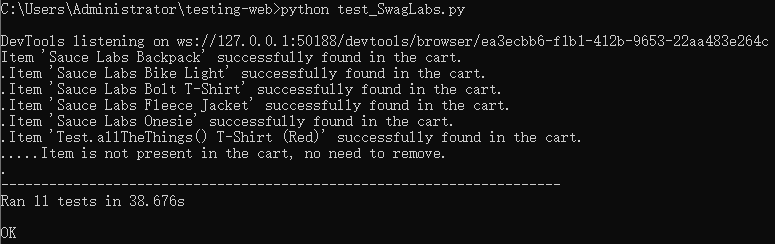 C:\Users\Administrator\testing-web>python test_SwagLabs.py
DevTools listening on ws://127.0.0.1:50188/devtools/browser/ea3ecbb6-f1b1-412b-9653-22aa483e264c
Item 'Sauce Labs Backpack' successfully found in the cart.
.Item 'Sauce Labs Bike Light' successfully found in the cart.
.Item 'Sauce Labs Bolt T-Shirt' successfully found in the cart.
.Item 'Sauce Labs Fleece Jacket' successfully found in the cart.
.Item 'Sauce Labs Onesie' successfully found in the cart.
.Item 'Test.allTheThings() T-Shirt (Red)' successfully found in the cart.
.....Item is not present in the cart, no need to remove.
.
----------------------------------------------------------------------
Ran 11 tests in 38.676s
OK